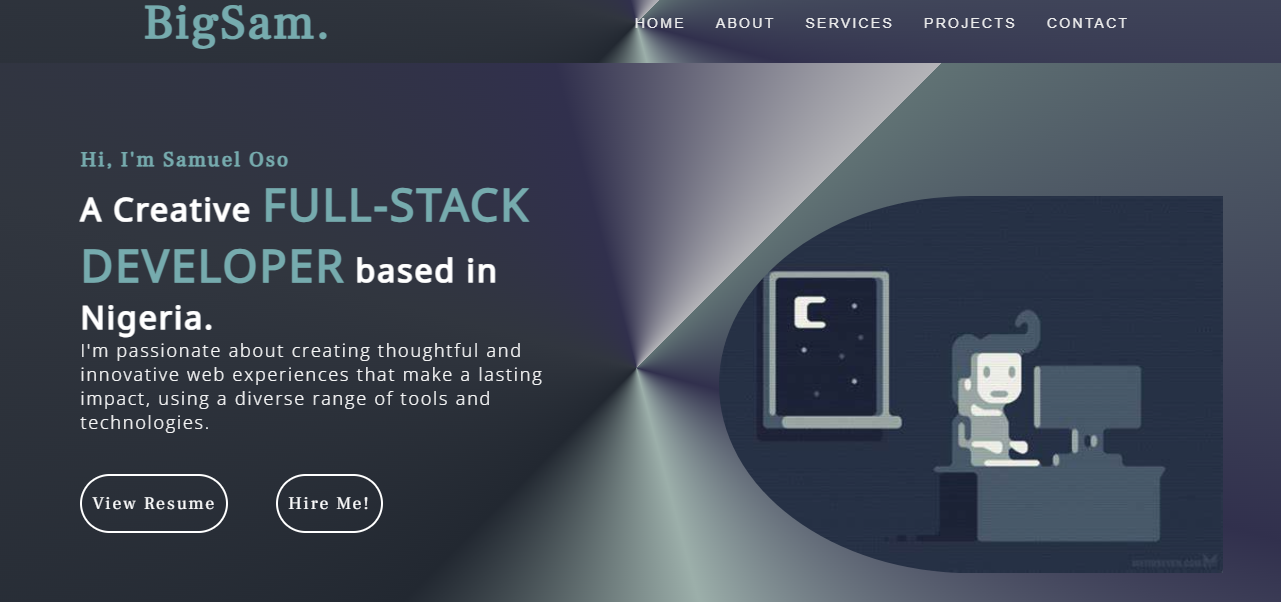 BigSam.
HOME ABOUT SERVICES PROJECTS CONTACT
Hi, I'm Samuel Oso
A Creative FULL-STACK
DEVELOPER based in
Nigeria.
I'm passionate about creating thoughtful and
innovative web experiences that make a lasting
impact, using a diverse range of tools and
technologies.
View Resume
Hire Me!